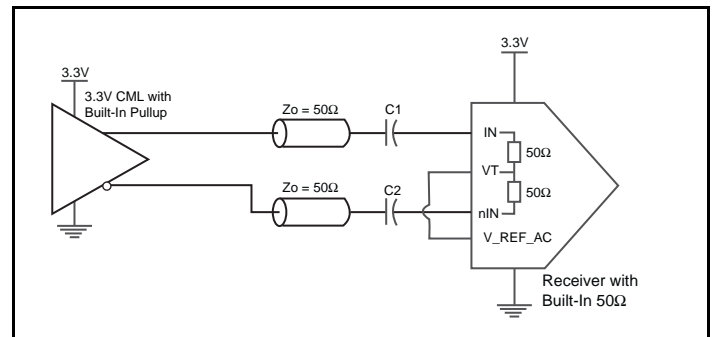 3.3V
3.3V
3.3V CML with
Built-In Pullup
Zo = 50Ω
C1
IN
50Ω
VT
Zo = 50Ω
C2
50Ω
nIN
V_REF_AC
Receiver with
Built-In 50Ω